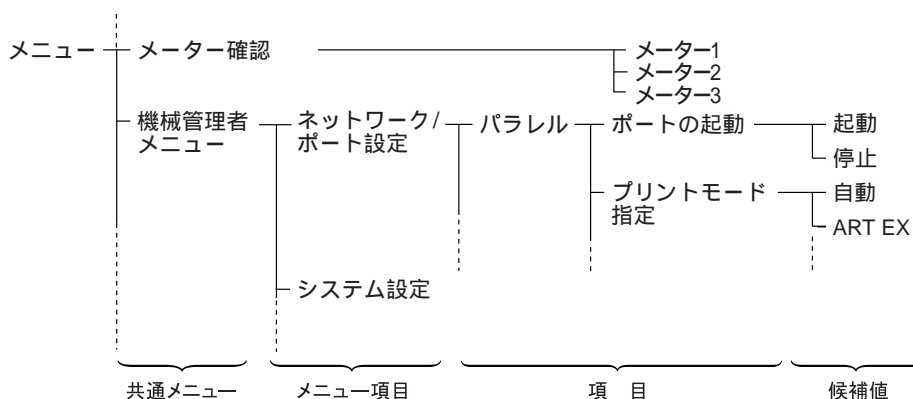 メニュー
メーター確認
メーター1
メーター2
メーター3
機械管理者
メニュー
ネットワーク/
ポート設定
パラレル
ポートの起動
起動
停止
プリントモード
指定
自動
ART EX
システム設定
共通メニュー
メニュー項目
項 目
候補値